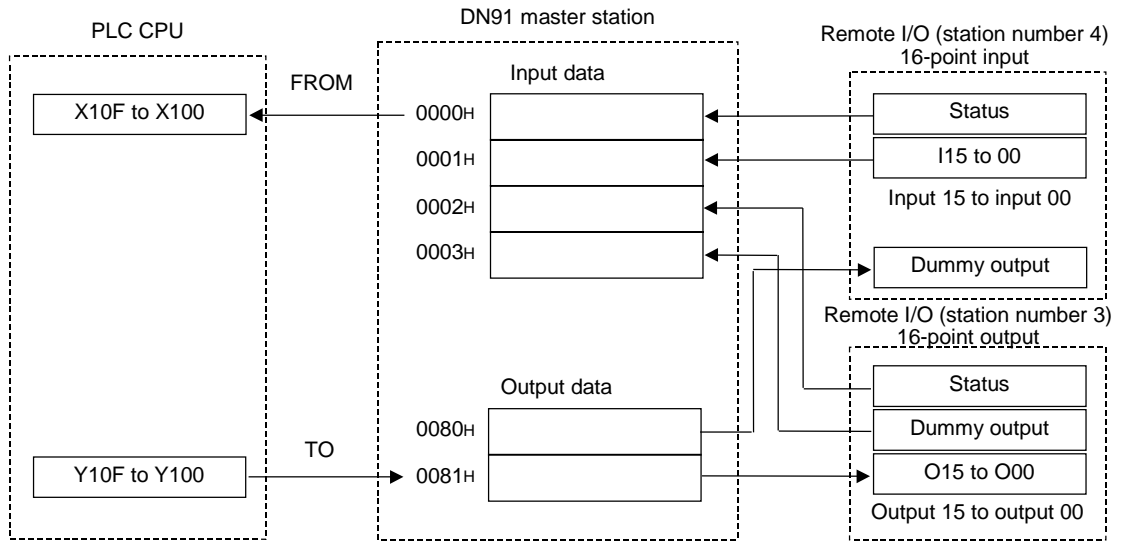 PLC CPU
X10F to X100
Y10F to Y100
FROM
TO
DN91 master station
Input data
0000H
0001H
0002H
0003H
Output data
0080H
0081H
Remote I/O (station number 4)
16-point input
Status
I15 to 00
Input 15 to input 00
Dummy output
Remote I/O (station number 3)
16-point output
Status
Dummy output
O15 to O00
Output 15 to output 00